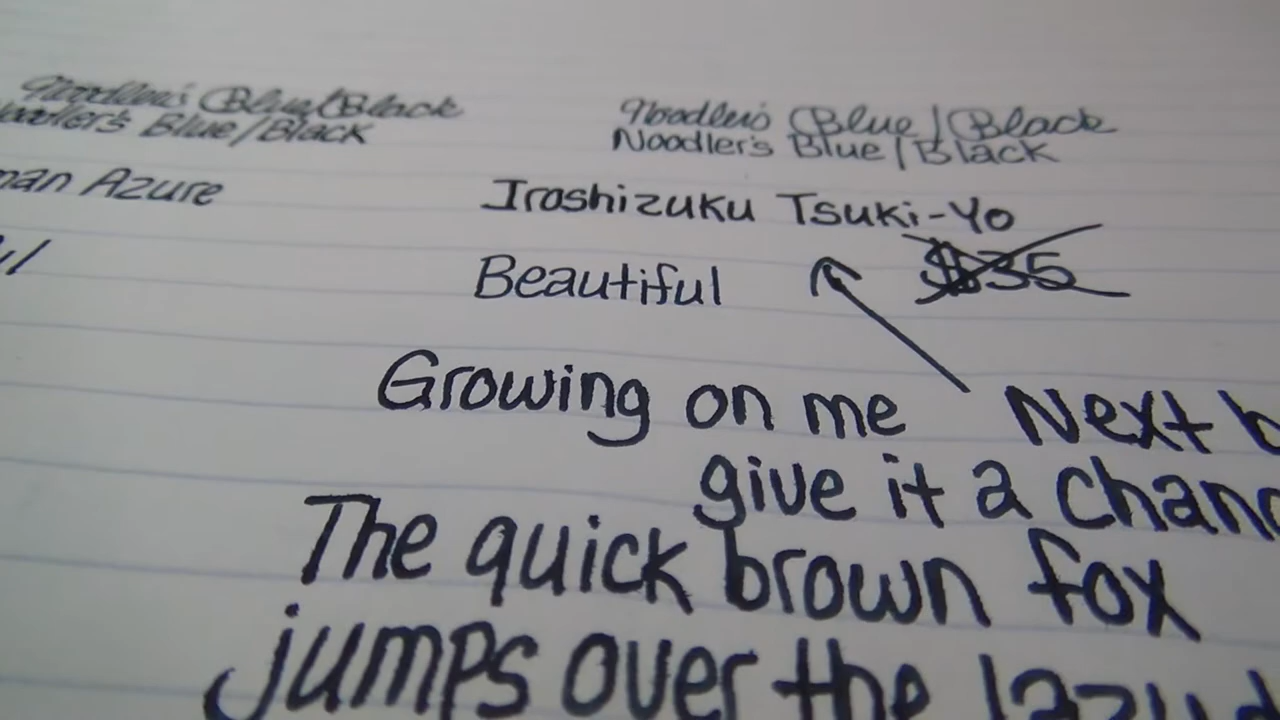 Noodler's Blue/Black Noodler's Blue/Black
Noodler's Blue/Black Noodler's Blue/Black
Azure Iroshizuku Tsuki-Yo
Beautiful $35
Growing on me Next
give it a
The quick brown fox
jumps over the